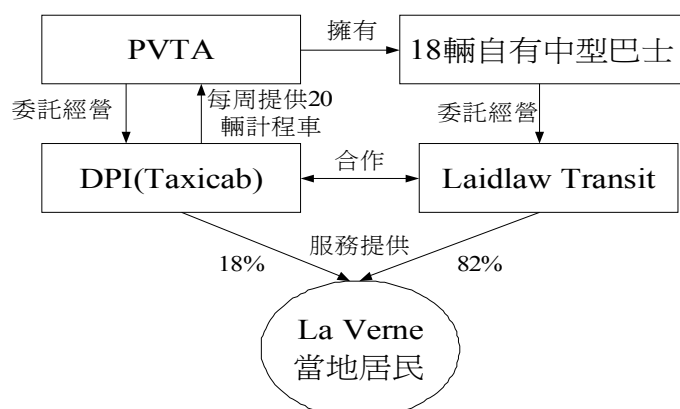 PVTA
擁有
18輛自有中型巴士
委託經營
每周提供20
輛計程車
委託經營
DPI(Taxicab)
合作
Laidlaw Transit
服務提供
18%
82%
La Verne
當地居民